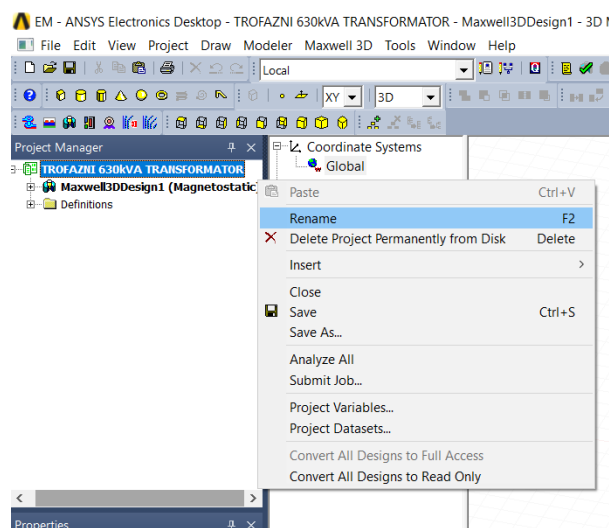 EM - ANSYS Electronics Desktop - TROFAZNI 630kVA TRANSFORMATOR - Maxwell3DDesign1 - 3D
File Edit View Project Draw Modeler Maxwell 3D Tools Window Help
Local
XY 3D
Project Manager
TROFAZNI 630kVA TRANSFORMATOR
Maxwell3DDesign1 (Magnetostatic
Definitions
Coordinate Systems
Global
Paste Ctrl+V
Rename F2
Delete Project Permanently from Disk Delete
Insert
Close
Save Ctrl+S
Save As...
Analyze All
Submit Job...
Project Variables...
Project Datasets...
Convert All Designs to Full Access
Convert All Designs to Read Only
Properties